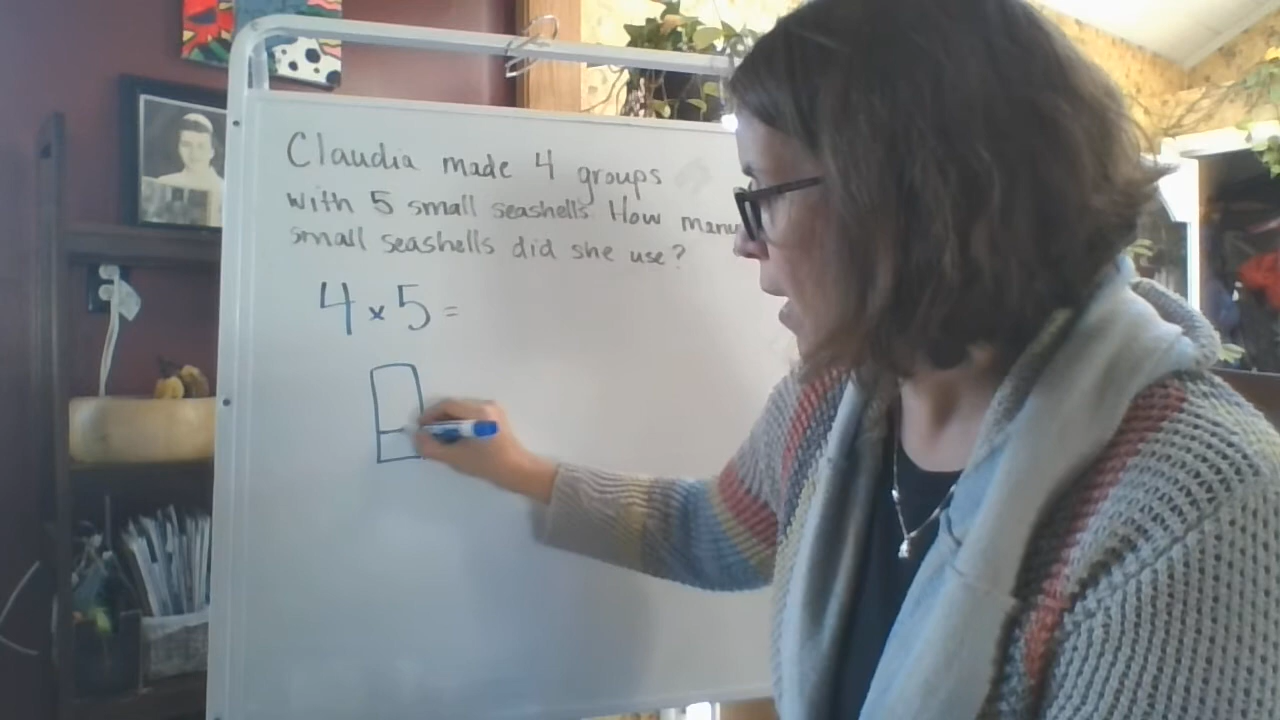 Claudia made 4 groups
with 5 small seashells. How many
small seashells did she use?
4 x 5 =